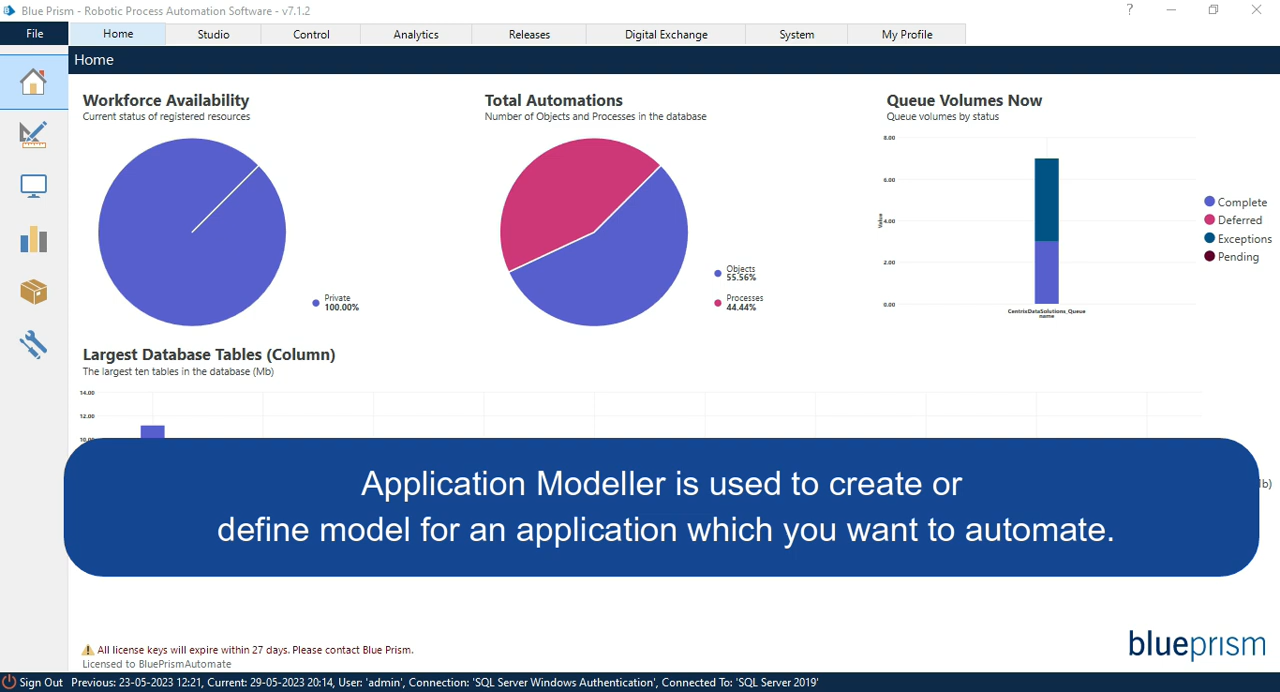 Blue Prism - Robotic Process Automation Software - v7.1.2
?
File Home Studio Control Analytics Releases Digital Exchange System My Profile
Home
Workforce Availability
Current status of registered resources
Private
100.00%
Total Automations
Number of Objects and Processes in the database
Objects
55.56%
Processes
44.44%
Queue Volumes Now
Queue volumes by status
8.00
6.00
4.00
2.00
0.00
Value
CentrixDataSolutions_Queue
name
Complete
Deferred
Exceptions
Pending
Largest Database Tables (Column)
The largest ten tables in the database (Mb)
14.00
12.00
10.00
lb)
Application Modeller is used to create or
define model for an application which you want to automate.
All license keys will expire within 27 days. Please contact Blue Prism.
Licensed to BluePrismAutomate
blueprism
Sign Out Previous: 23-05-2023 12:21, Current: 29-05-2023 20:14, User: 'admin', Connection: 'SQL Server Windows Authentication', Connected To: 'SQL Server 2019'